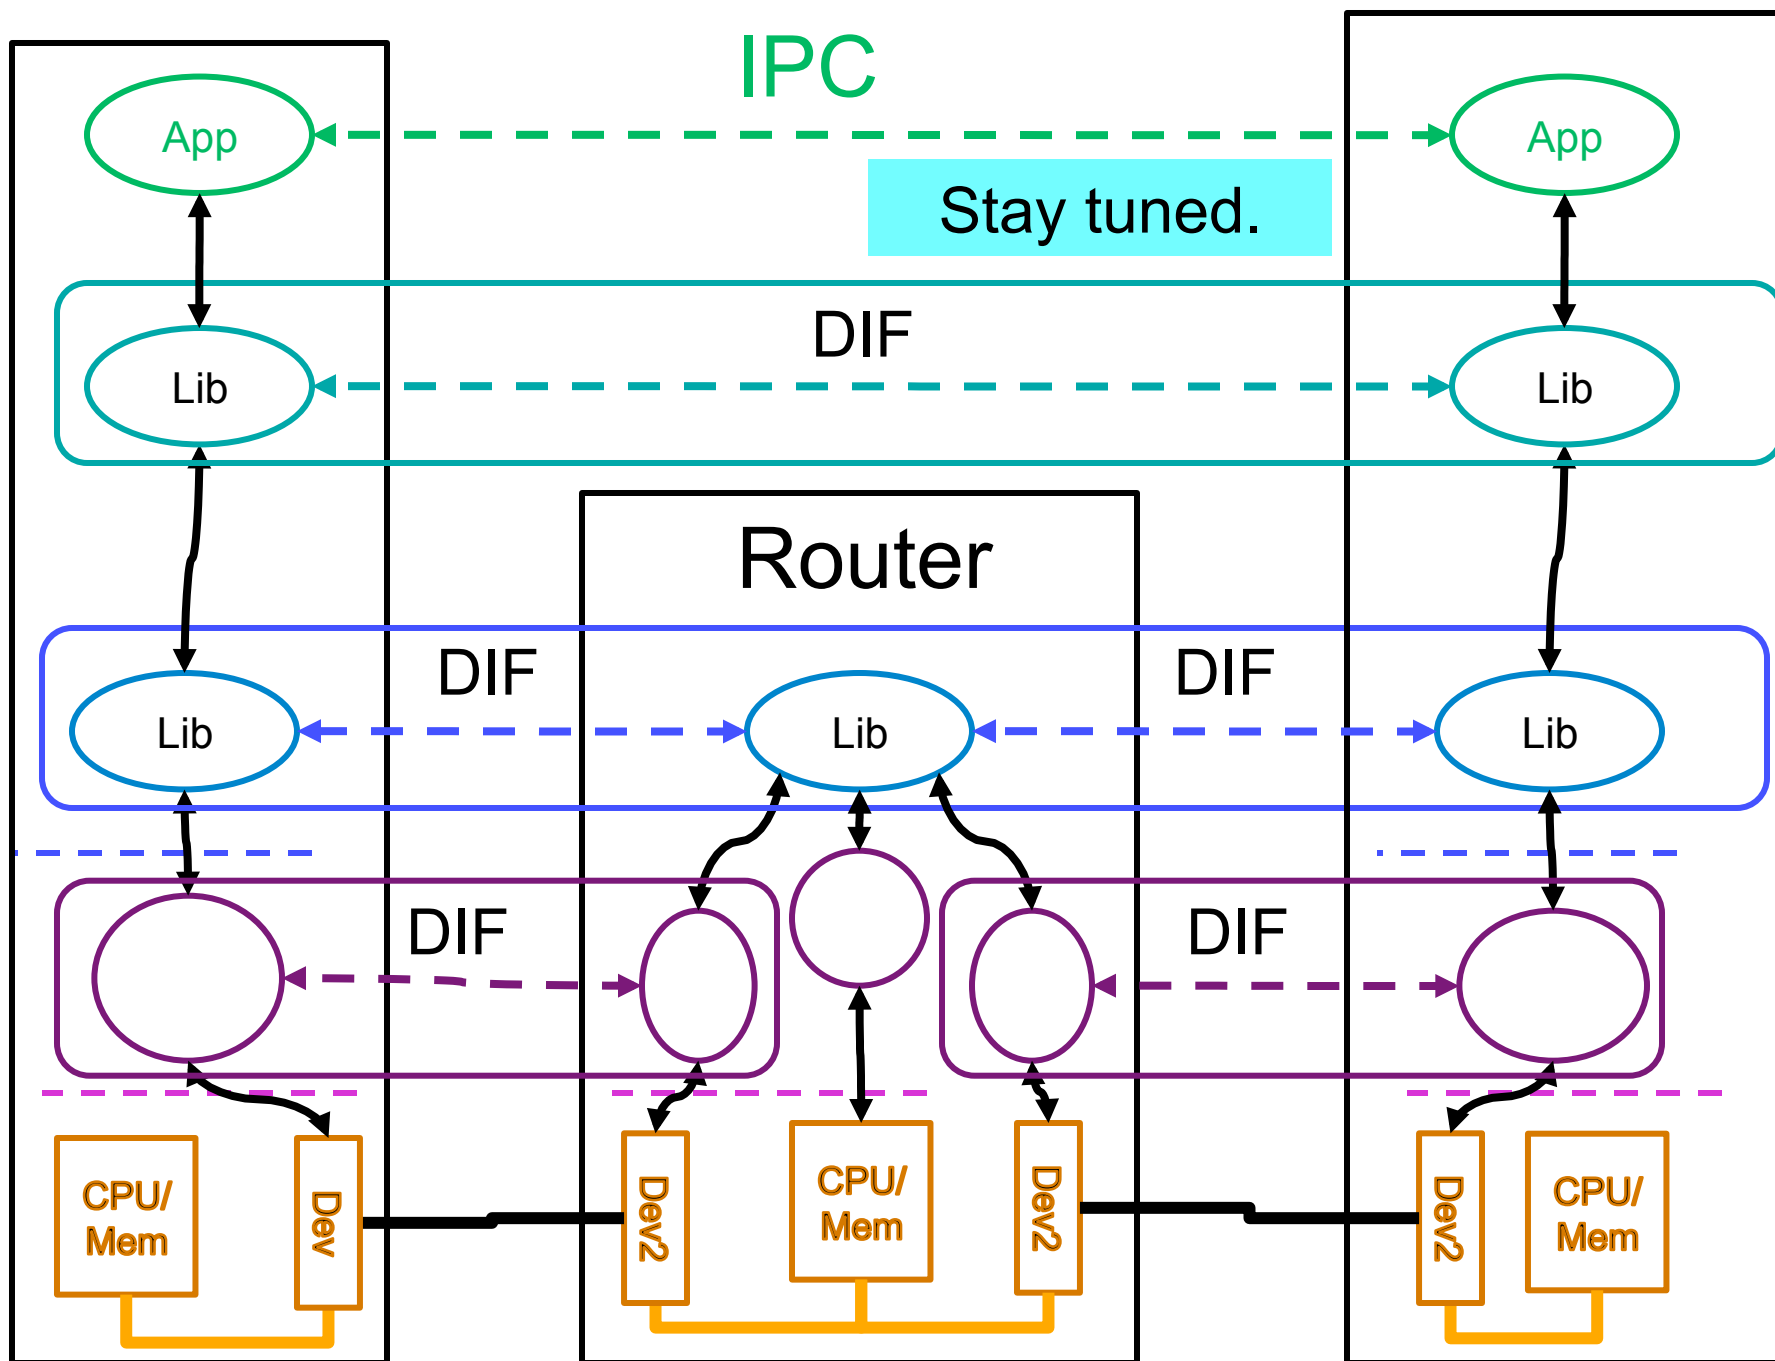 IPC
App
App
Stay tuned.
DIF
Lib
Lib
Router
DIF
DIF
Lib
Lib
Lib
DIF
DIF
CPU/
Mem
Dev
Dev2
CPU/
Mem
Dev2
Dev2
CPU/
Mem